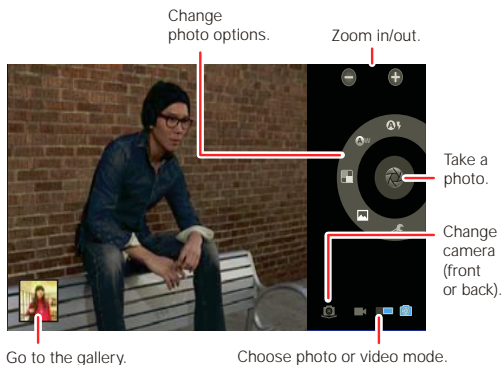 Change
photo options.
Zoom in/out.
Take a
photo.
Change
camera
(front
or back).
Go to the gallery.
Choose photo or video mode.